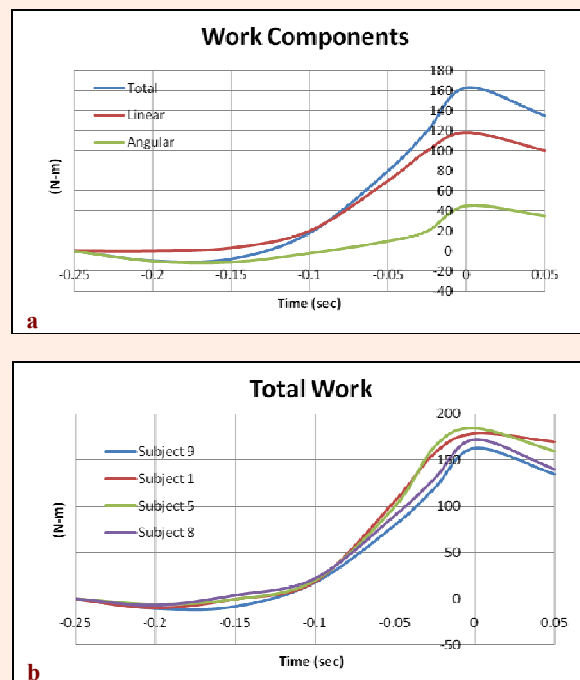 Work Components
Total
Linear
Angular
(N-m)
180
160
140
120
100
80
60
40
20
0
-20
-40
-0.25
-0.2
-0.15
-0.1
-0.05
0
0.05
Time (sec)
a
Total Work
Subject 9
Subject 1
Subject 5
Subject 8
(N-m)
200
150
100
50
0
-50
-0.25
-0.2
-0.15
-0.1
-0.05
0
0.05
Time (sec)
b